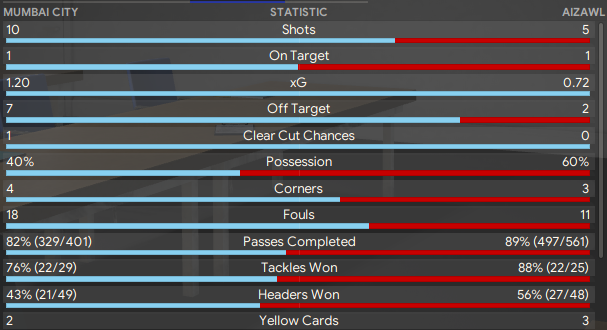 MUMBAI CITY STATISTIC AIZAWL
10 Shots 5
1 On Target 1
1.20 xG 0.72
7 Off Target 2
1 Clear Cut Chances 0
40% Possession 60%
4 Corners 3
18 Fouls 11
82% (329/401) Passes Completed 89% (497/561)
76% (22/29) Tackles Won 88% (22/25)
43% (21/49) Headers Won 56% (27/48)
2 Yellow Cards 3